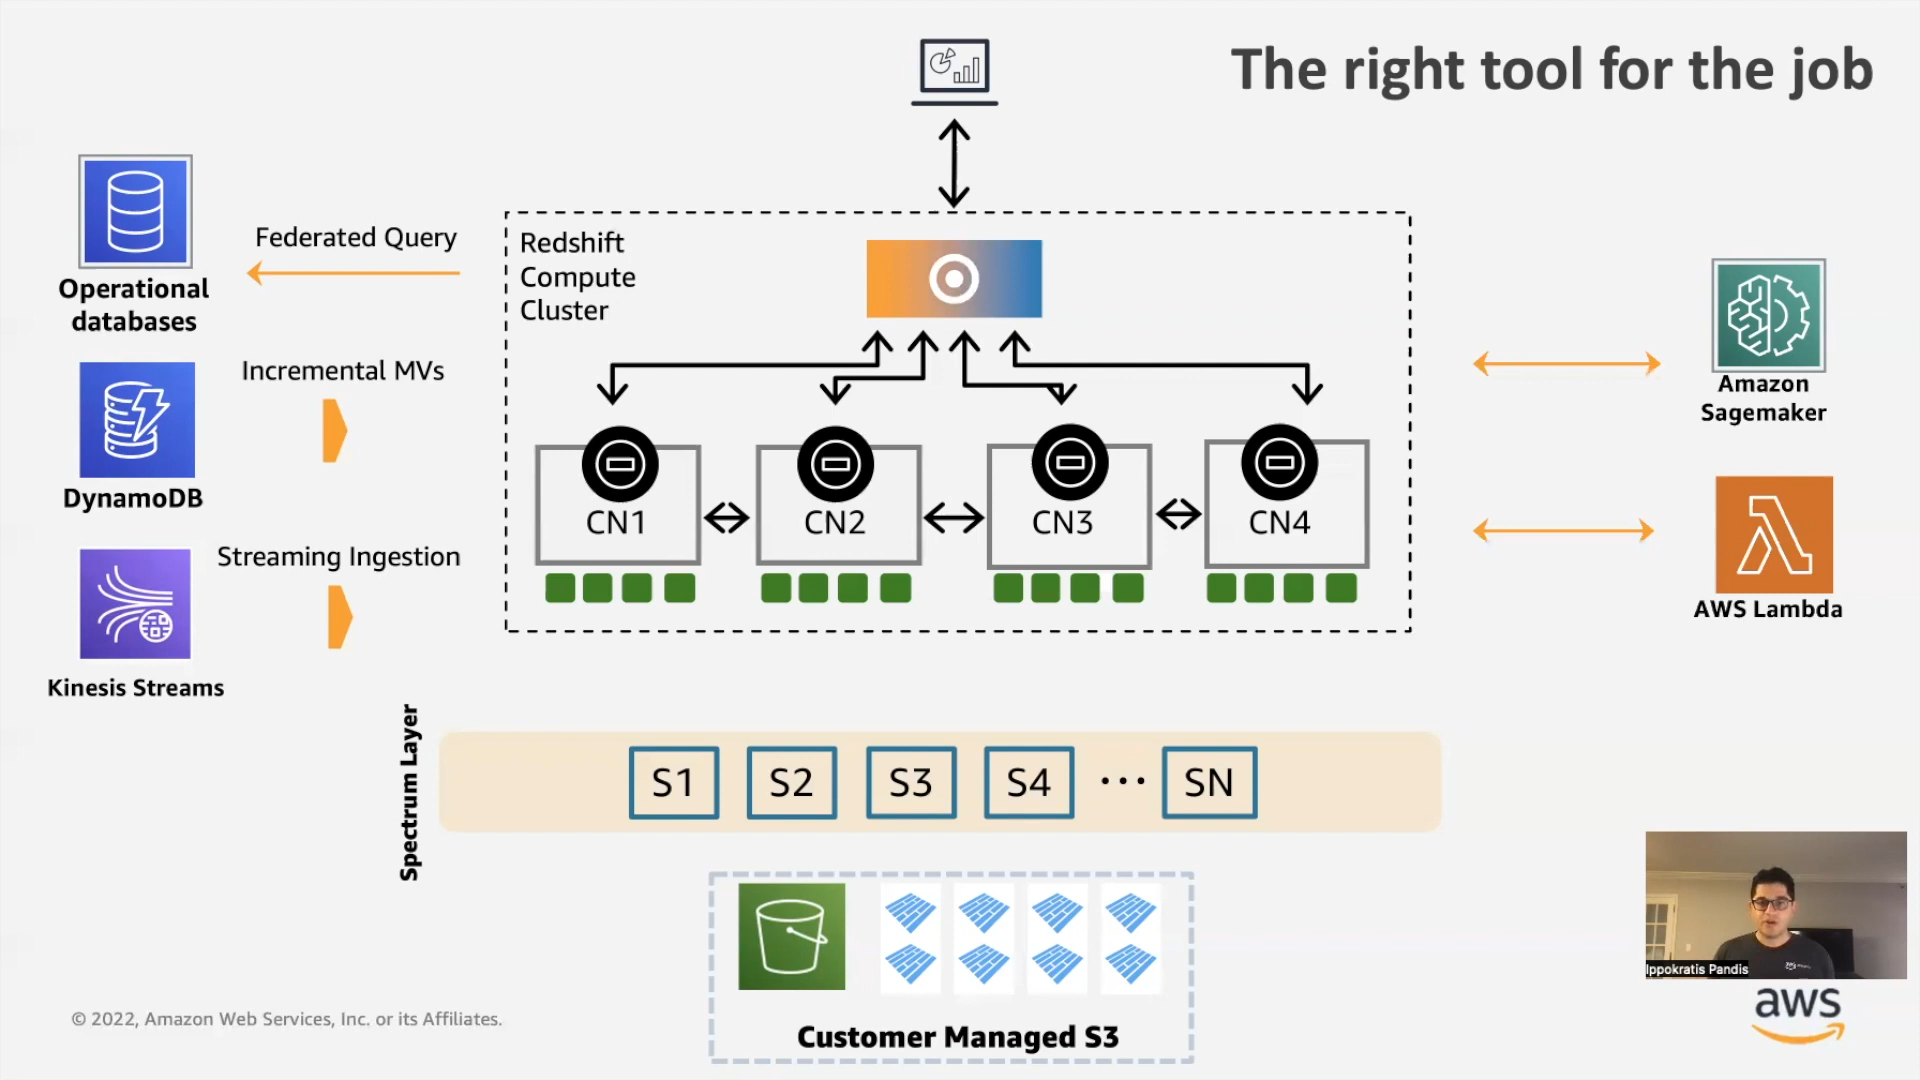 The right tool for the job
Operational
databases
Federated Query
Incremental MVs
DynamoDB
Streaming Ingestion
Kinesis Streams
Redshift
Compute
Cluster
CN1
CN2
CN3
CN4
Amazon
Sagemaker
AWS Lambda
Spectrum Layer
S1
S2
S3
S4
...
SN
Customer Managed S3
Ippokratis Pandis
aws
© 2022, Amazon Web Services, Inc. or its Affiliates.